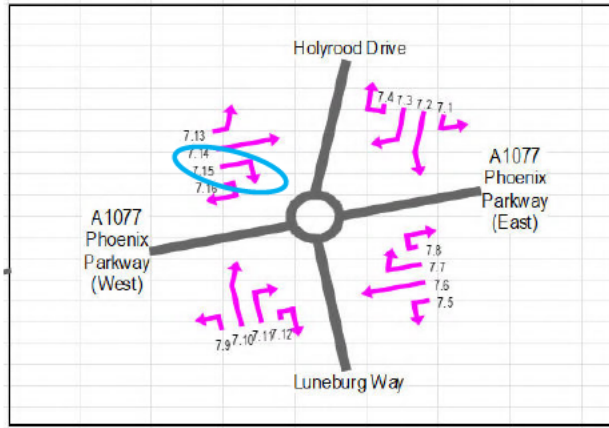 Holyrood Drive
7.4 7.3 7.2 7.1
7.13
7.14
7.15
7.16
A1077
Phoenix
Parkway
(East)
A1077
Phoenix
Parkway
(West)
7.8
7.7
7.6
7.5
7.9 7.10 7.11 7.12
Luneburg Way